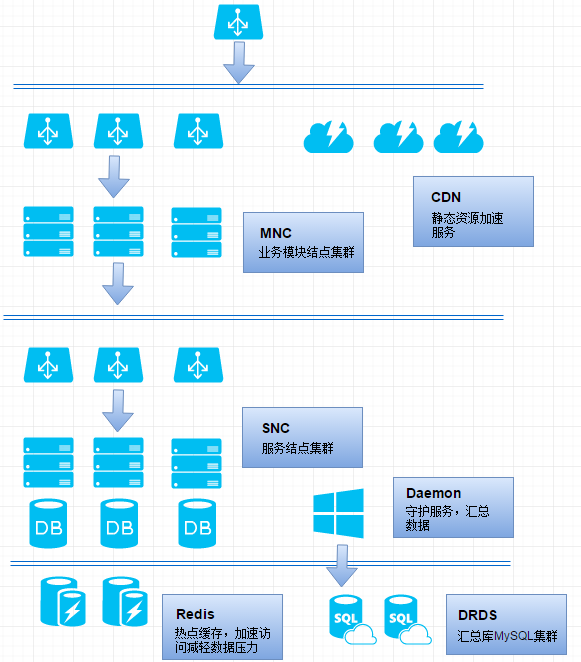 CDN
静态资源加速
服务
MNC
业务模块结点集群
SNC
服务结点集群
Daemon
守护服务，汇总
数据
DB
DB
DB
Redis
热点缓存，加速访
问减轻数据压力
SQL
SQL
DRDS
汇总库MySQL集群